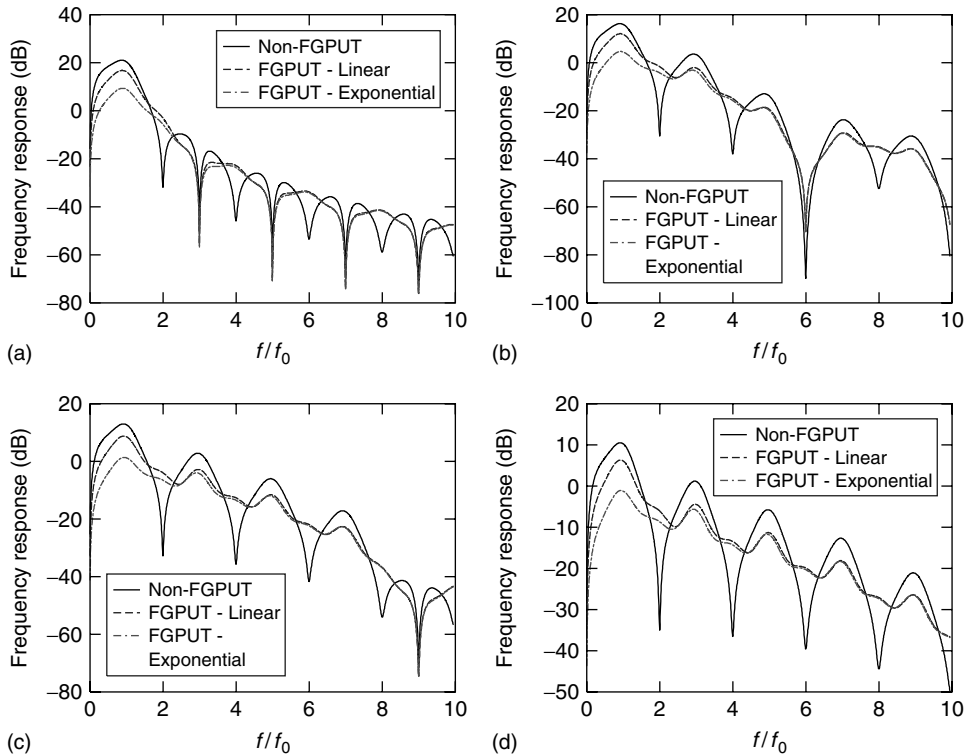 40
20
0
−20
−40
−60
−80
Frequency response (dB)
Non-FGPUT
FGPUT - Linear
FGPUT - Exponential
0
2
4
6
8
10
f/f0
(a)
20
0
−20
−40
−60
−80
−100
Frequency response (dB)
Non-FGPUT
FGPUT - Linear
FGPUT -
Exponential
0
2
4
6
8
10
f/f0
(b)
20
0
−20
−40
−60
−80
Frequency response (dB)
Non-FGPUT
FGPUT - Linear
FGPUT -
Exponential
0
2
4
6
8
10
f/f0
(c)
20
10
0
−10
−20
−30
−40
−50
Frequency response (dB)
Non-FGPUT
FGPUT - Linear
FGPUT - Exponential
0
2
4
6
8
10
f/f0
(d)